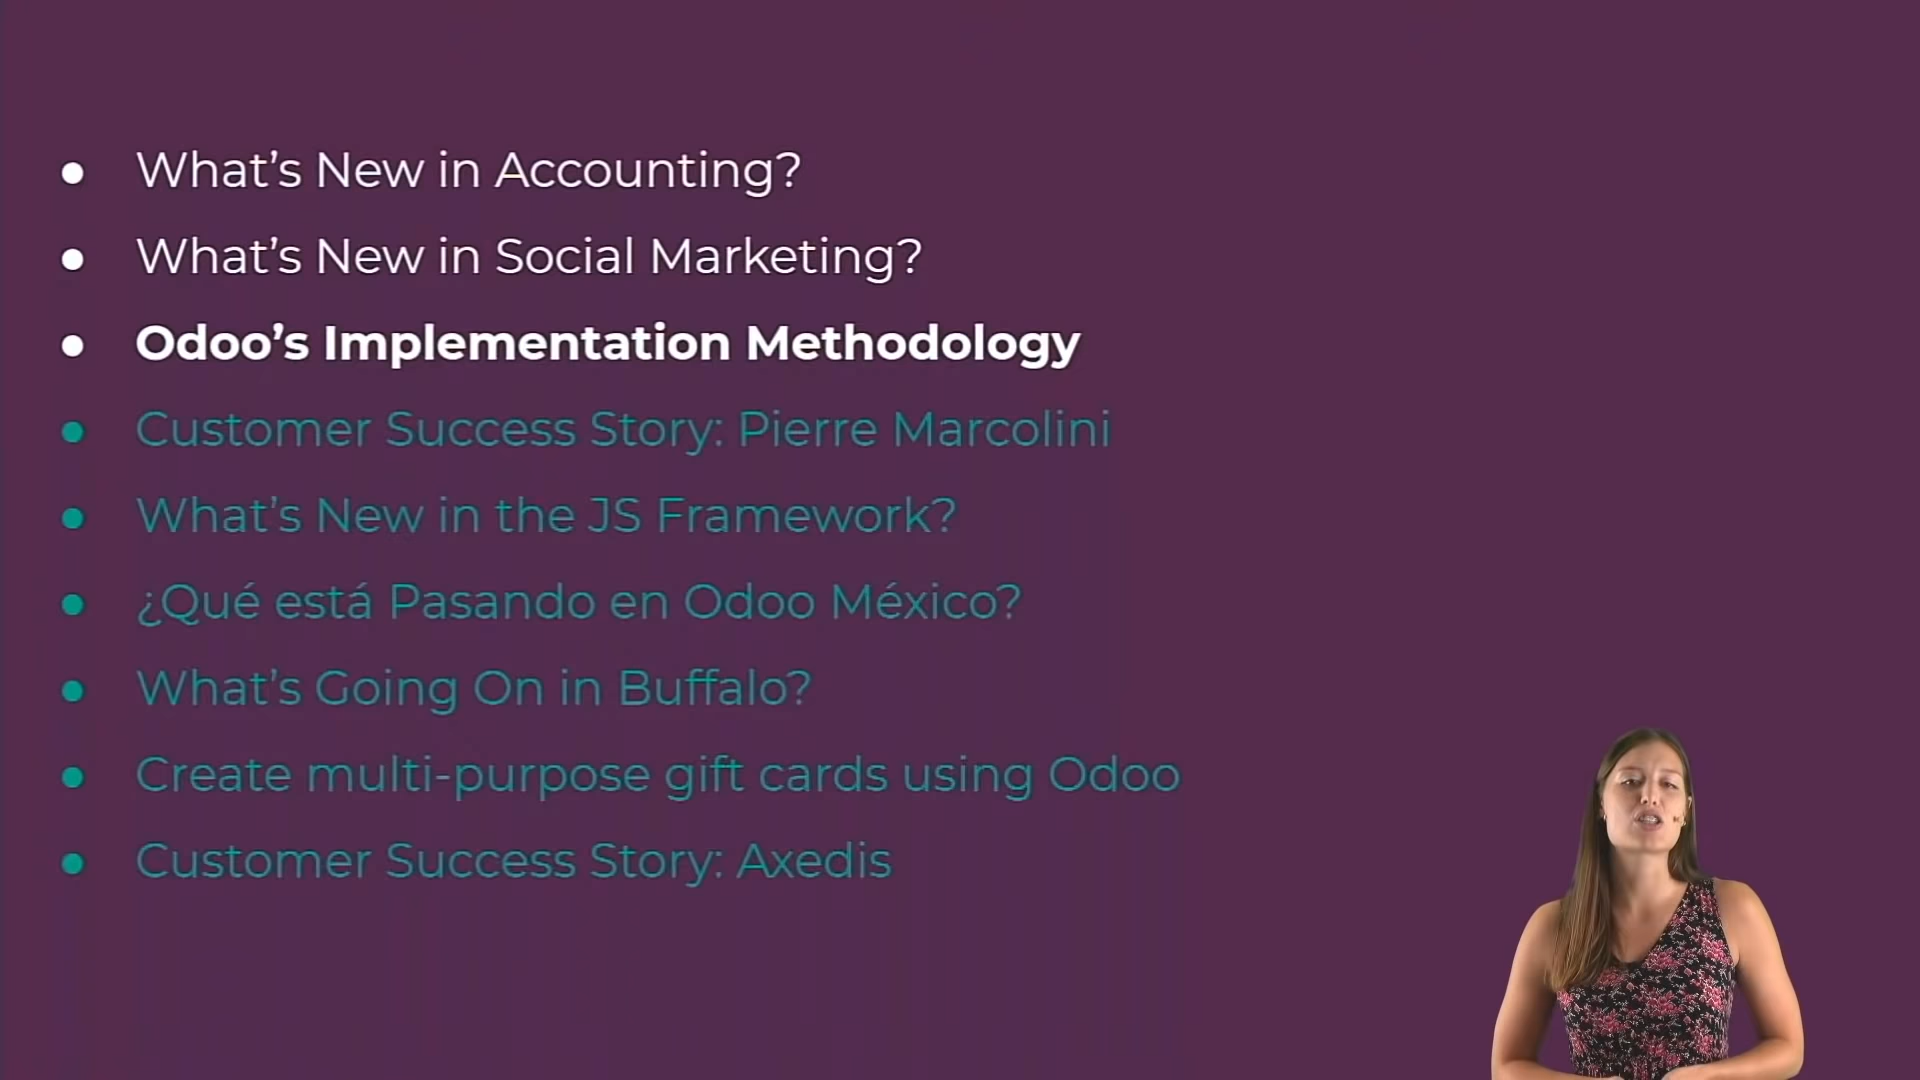 What’s New in Accounting?
What’s New in Social Marketing?
Odoo’s Implementation Methodology
Customer Success Story: Pierre Marcolini
What’s New in the JS Framework?
¿Qué está Pasando en Odoo México?
What’s Going On in Buffalo?
Create multi-purpose gift cards using Odoo
Customer Success Story: Axedis